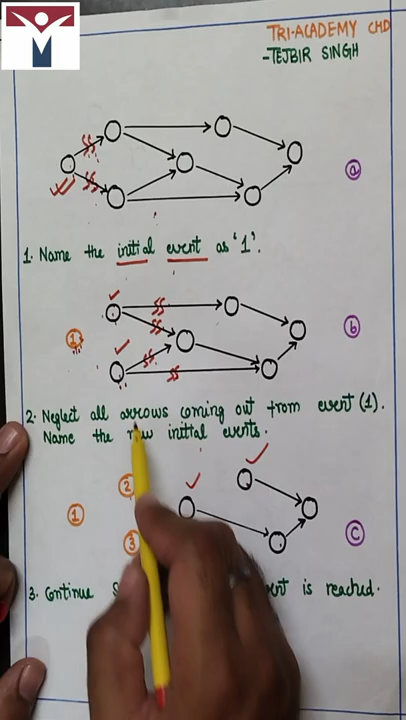 TRI-ACADEMY CHD
-TEJBIR SINGH
a
1. Name the initial event as '1'.
1
b
2. Neglect all arrows coming out from event (1).
Name the new initial events.
2
1
3
c
3. Continue
is reached.